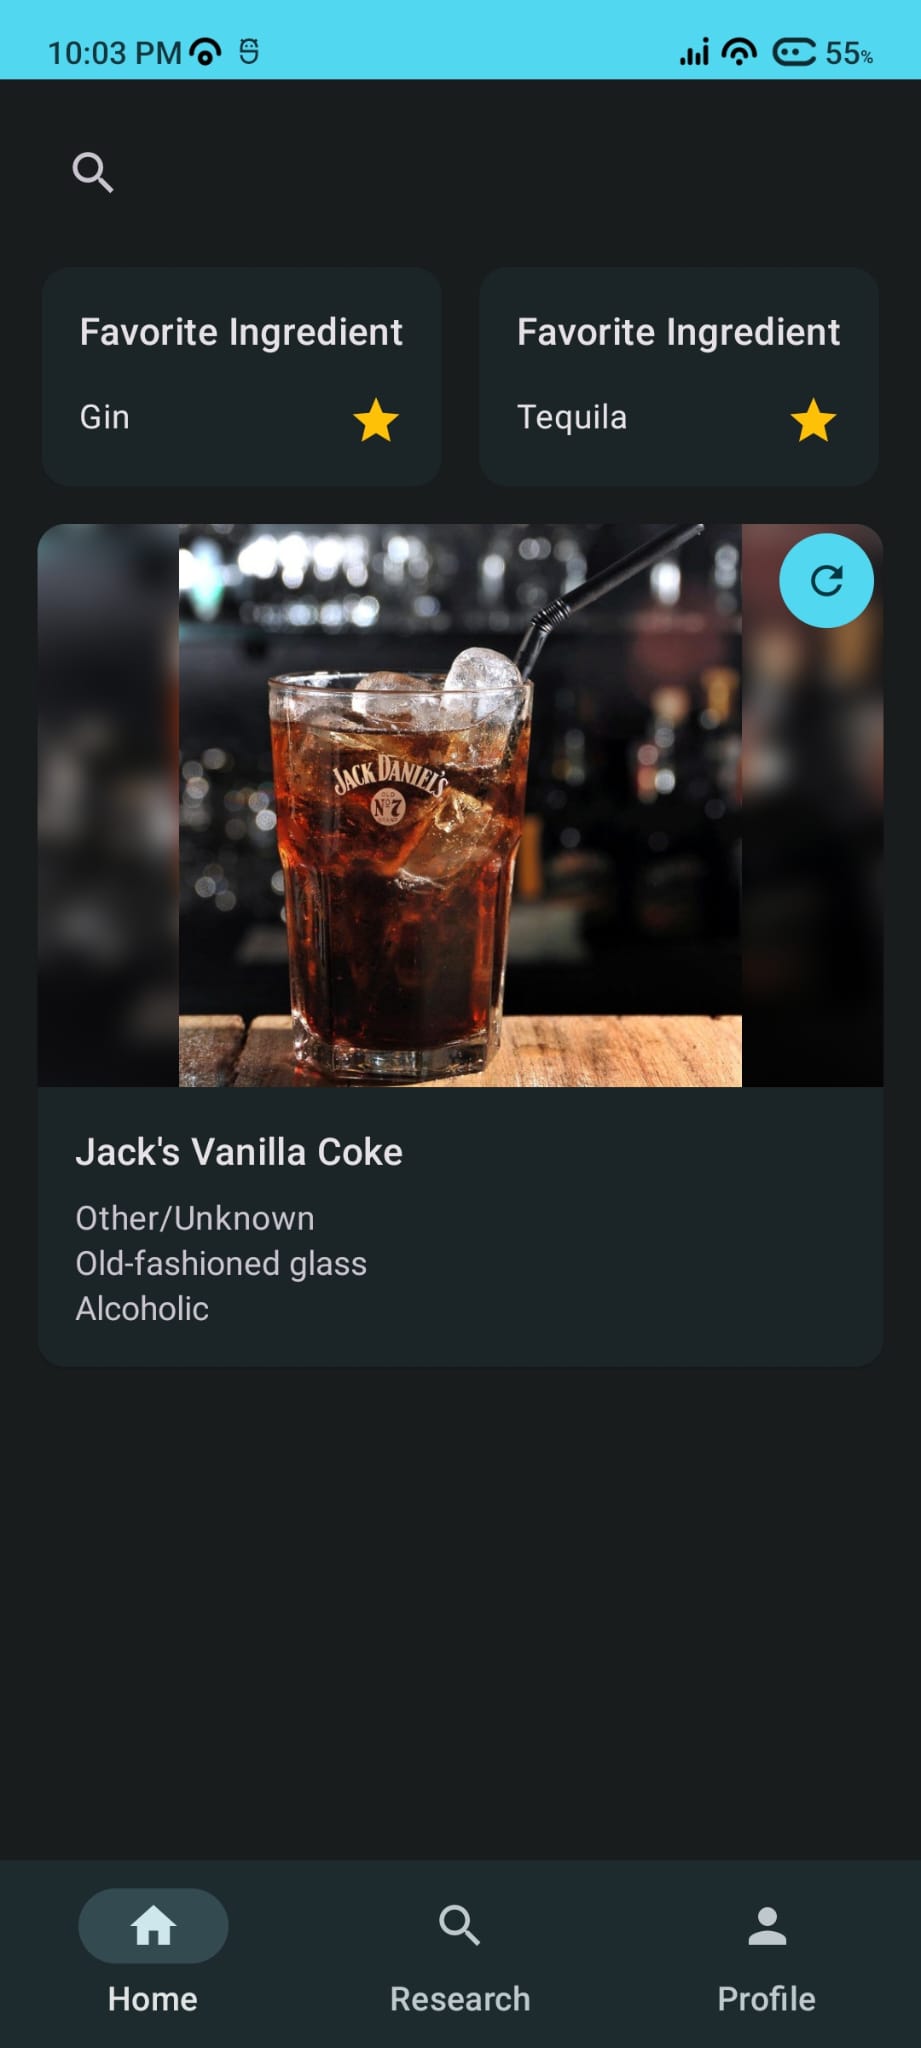 10:03 PM
55%
Favorite Ingredient
Gin
Favorite Ingredient
Tequila
JACK DANIEL'S
OLD
No 7
BRAND
Jack's Vanilla Coke
Other/Unknown
Old-fashioned glass
Alcoholic
Home
Research
Profile